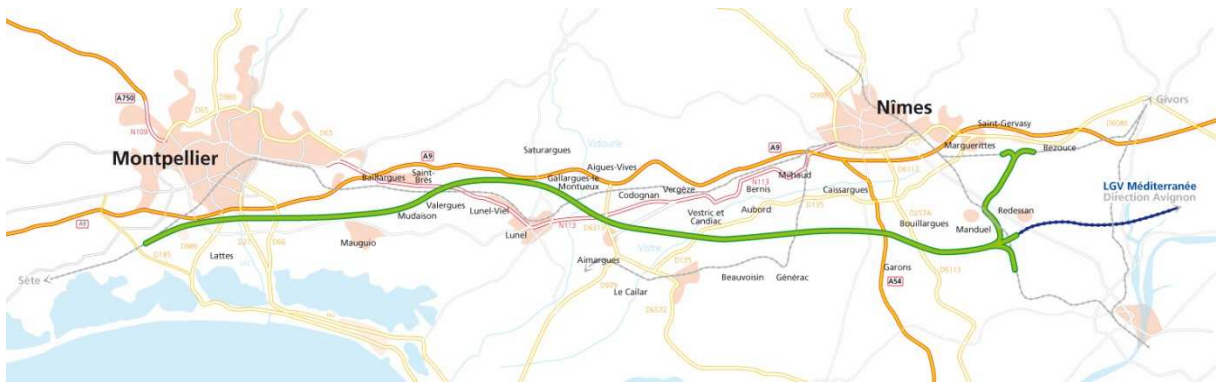 A750
N109
D65
D986
D65
Montpellier
A9
Baillargues
Saint-
Brès
Valergues
Mudaison
Lunel-Viel
Lunel
N113
Mauguio
Lattes
D986
D21
D66
D185
A9
Sète
Saturargues
Vidourle
Gallargues-le
Montueux
Aigues-Vives
Codognan
Vergèze
Vestric et
Candiac
Aubord
Bernis
Milhaud
N113
A9
D135
Vistre
D135
Aimargues
Le Cailar
D979
D6572
Beauvoisin
Générac
Nîmes
Caissargues
D6113
Bouillargues
Garons
A54
D6113
Manduel
Redessan
Marguerittes
Saint-Gervasy
Bezouce
D6086
Givors
LGV Méditerranée
Direction Avignon